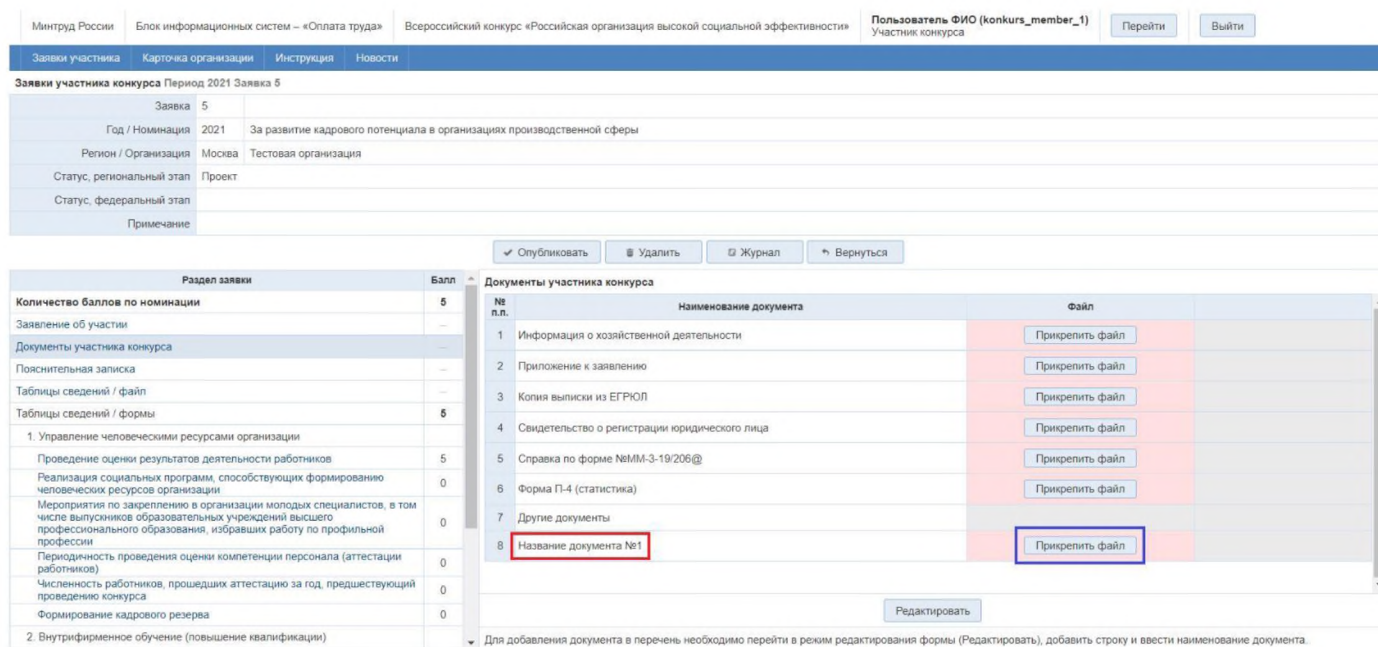 Минтруд России Блок информационных систем – «Оплата труда» Всероссийский конкурс «Российская организация высокой социальной эффективности» Пользователь ФИО (konkurs_member_1) Перейти Выйти
Участник конкурса
Заявки участника Карточка организации Инструкция Новости
Заявки участника конкурса Период 2021 Заявка 5
Заявка 5
Год / Номинация 2021 За развитие кадрового потенциала в организациях производственной сферы
Регион / Организация Москва Тестовая организация
Статус, региональный этап Проект
Статус, федеральный этап
Примечание
Опубликовать Удалить Журнал Вернуться
Раздел заявки Балл
Количество баллов по номинации 5
Заявление об участии –
Документы участника конкурса –
Пояснительная записка –
Таблицы сведений / файл –
Таблицы сведений / формы 5
1. Управление человеческими ресурсами организации
Проведение оценки результатов деятельности работников 5
Реализация социальных программ, способствующих формированию
человеческих ресурсов организации 0
Мероприятия по закреплению в организации молодых специалистов, в том
числе выпускников образовательных учреждений высшего
профессионального образования, избравших работу по профильной
профессии 0
Периодичность проведения оценки компетенции персонала (аттестации
работников) 0
Численность работников, прошедших аттестацию за год, предшествующий
проведению конкурса 0
Формирование кадрового резерва 0
2. Внутрифирменное обучение (повышение квалификации)
Документы участника конкурса
№ п.п. Наименование документа Файл
1 Информация о хозяйственной деятельности Прикрепить файл
2 Приложение к заявлению Прикрепить файл
3 Копия выписки из ЕГРЮЛ Прикрепить файл
4 Свидетельство о регистрации юридического лица Прикрепить файл
5 Справка по форме №ММ-3-19/206@ Прикрепить файл
6 Форма П-4 (статистика) Прикрепить файл
7 Другие документы
8 Название документа №1 Прикрепить файл
Редактировать
Для добавления документа в перечень необходимо перейти в режим редактирования формы (Редактировать), добавить строку и ввести наименование документа.